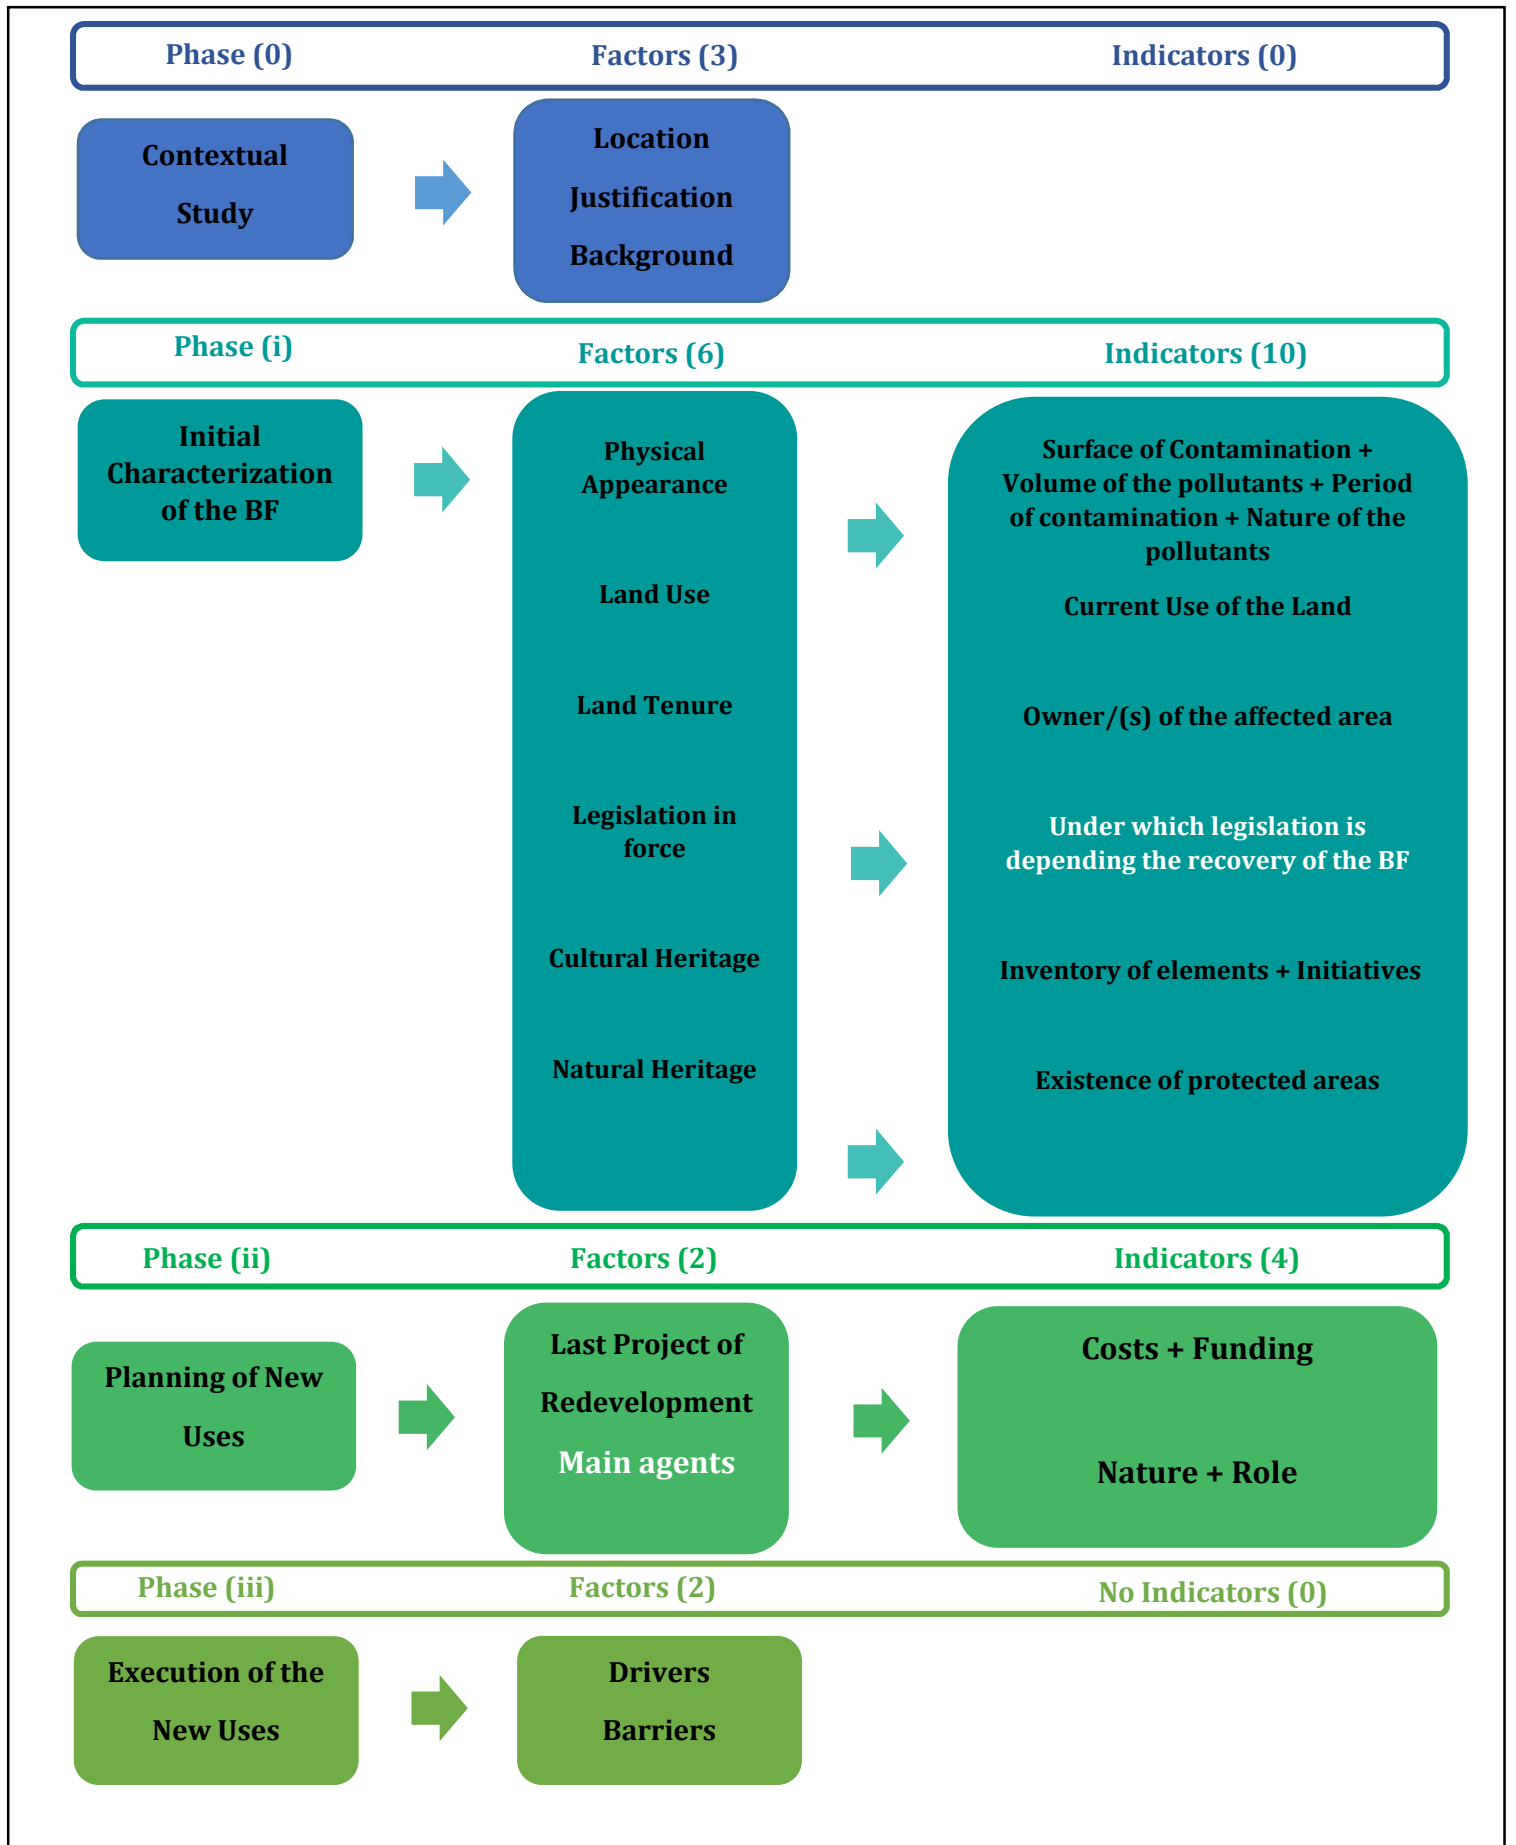 Phase (0) Factors (3) Indicators (0)
Contextual
Study
Location
Justification
Background
Phase (i) Factors (6) Indicators (10)
Initial
Characterization
of the BF
Physical
Appearance
Land Use
Land Tenure
Legislation in
force
Cultural Heritage
Natural Heritage
Surface of Contamination +
Volume of the pollutants + Period
of contamination + Nature of the
pollutants
Current Use of the Land
Owner/(s) of the affected area
Under which legislation is
depending the recovery of the BF
Inventory of elements + Initiatives
Existence of protected areas
Phase (ii) Factors (2) Indicators (4)
Planning of New
Uses
Last Project of
Redevelopment
Main agents
Costs + Funding
Nature + Role
Phase (iii) Factors (2) No Indicators (0)
Execution of the
New Uses
Drivers
Barriers